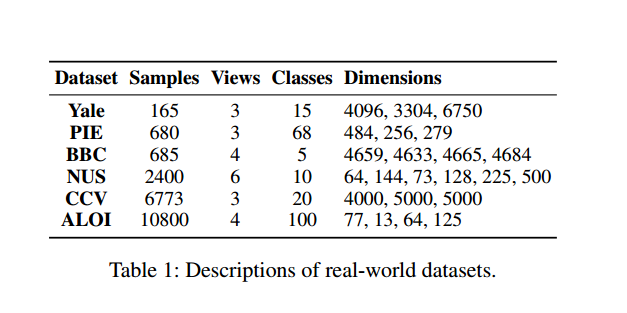 Dataset Samples Views Classes Dimensions
Yale 165 3 15 4096, 3304, 6750
PIE 680 3 68 484, 256, 279
BBC 685 4 5 4659, 4633, 4665, 4684
NUS 2400 6 10 64, 144, 73, 128, 225, 500
CCV 6773 3 20 4000, 5000, 5000
ALOI 10800 4 100 77, 13, 64, 125
Table 1: Descriptions of real-world datasets.